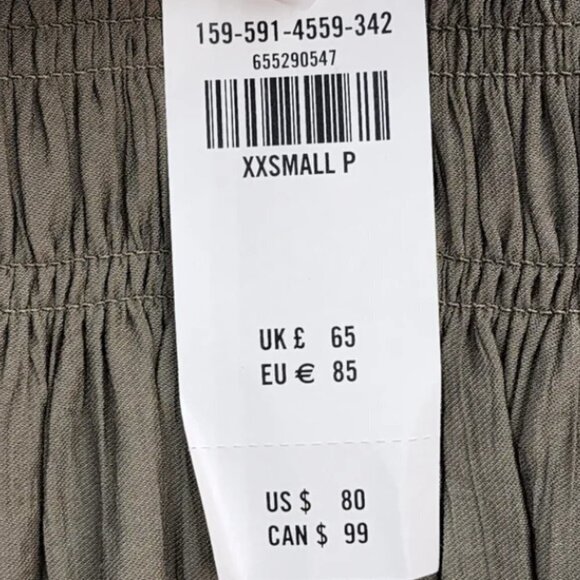 159-591-4559-342
655290547
XXSMALL P
UK £ 65
EU € 85
US $ 80
CAN $ 99